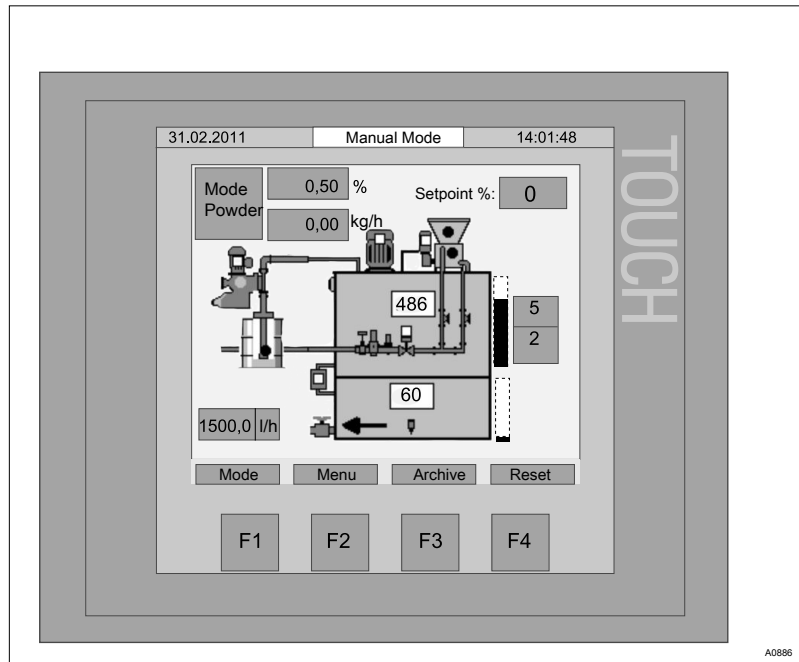 31.02.2011 Manual Mode 14:01:48
Mode
Powder
0,50 %
0,00 kg/h
Setpoint %: 0
486
5
2
60
1500,0 l/h
Mode Menu Archive Reset
F1 F2 F3 F4
TOUCH
A0886